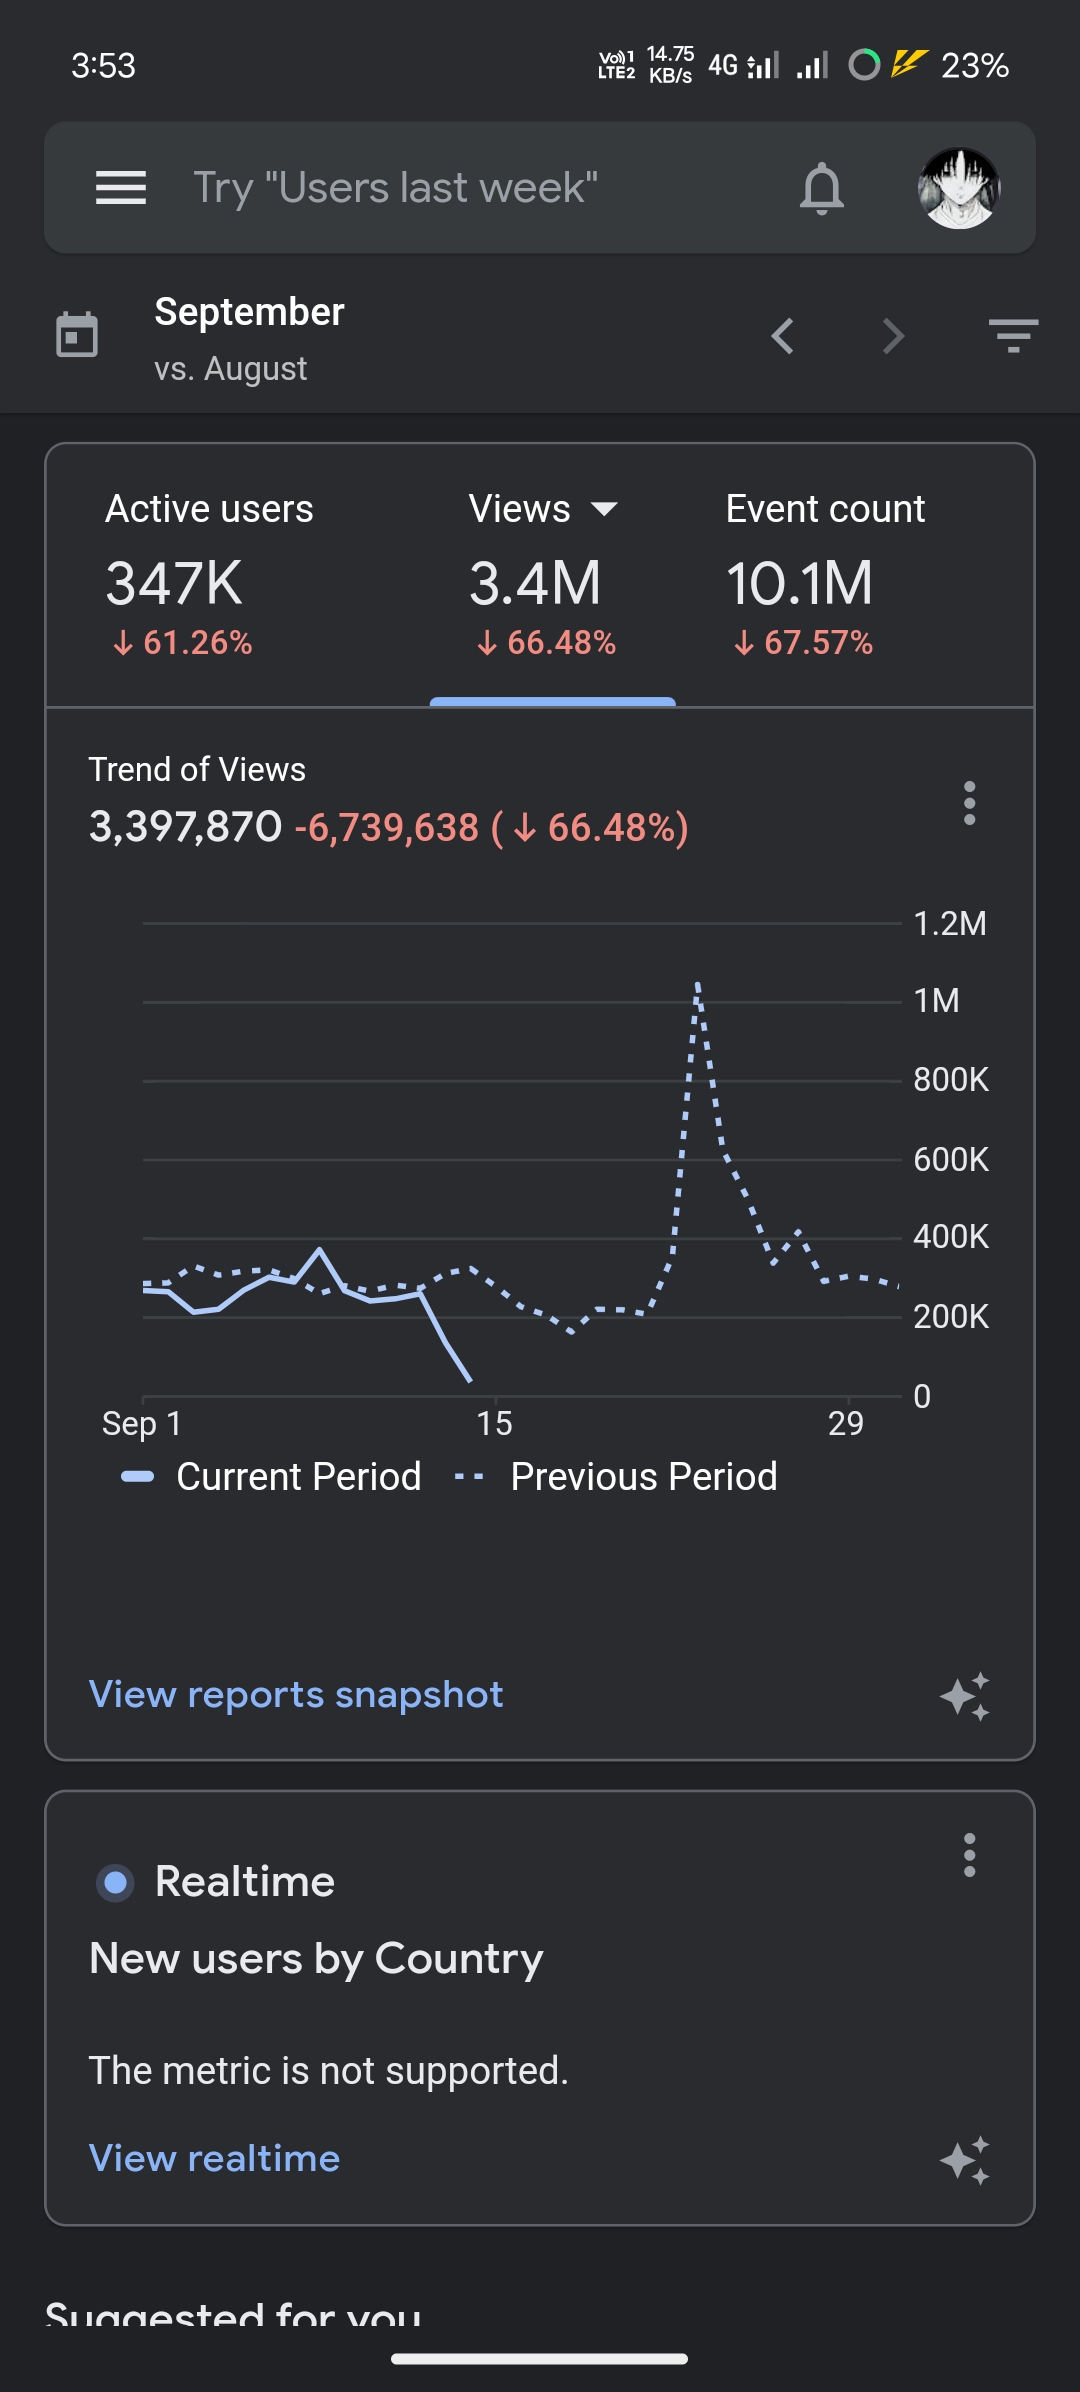 3:53
Vo))1 LTE2 14.75 KB/s 4G 23%
Try "Users last week"
September
vs. August
Active users Views Event count
347K 3.4M 10.1M
↓ 61.26% ↓ 66.48% ↓ 67.57%
Trend of Views
3,397,870 -6,739,638 (↓ 66.48%)
1.2M
1M
800K
600K
400K
200K
0
Sep 1 15 29
Current Period Previous Period
View reports snapshot
Realtime
New users by Country
The metric is not supported.
View realtime
Suggested for you